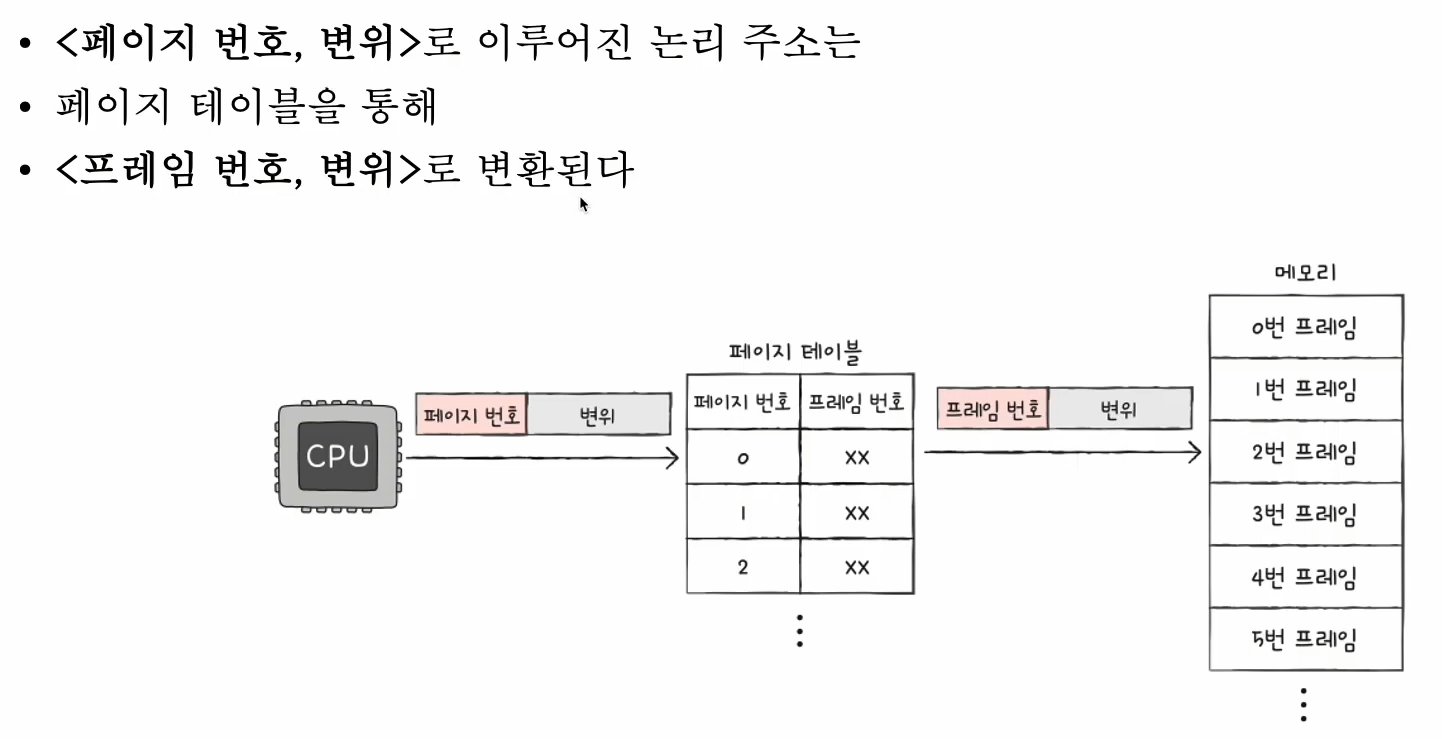 • <페이지 번호, 변위>로 이루어진 논리 주소는
• 페이지 테이블을 통해
• <프레임 번호, 변위>로 변환된다
메모리
0번 프레임
1번 프레임
2번 프레임
3번 프레임
4번 프레임
5번 프레임
페이지 테이블
페이지 번호 프레임 번호
0 XX
1 XX
2 XX
CPU
페이지 번호 변위
프레임 번호 변위